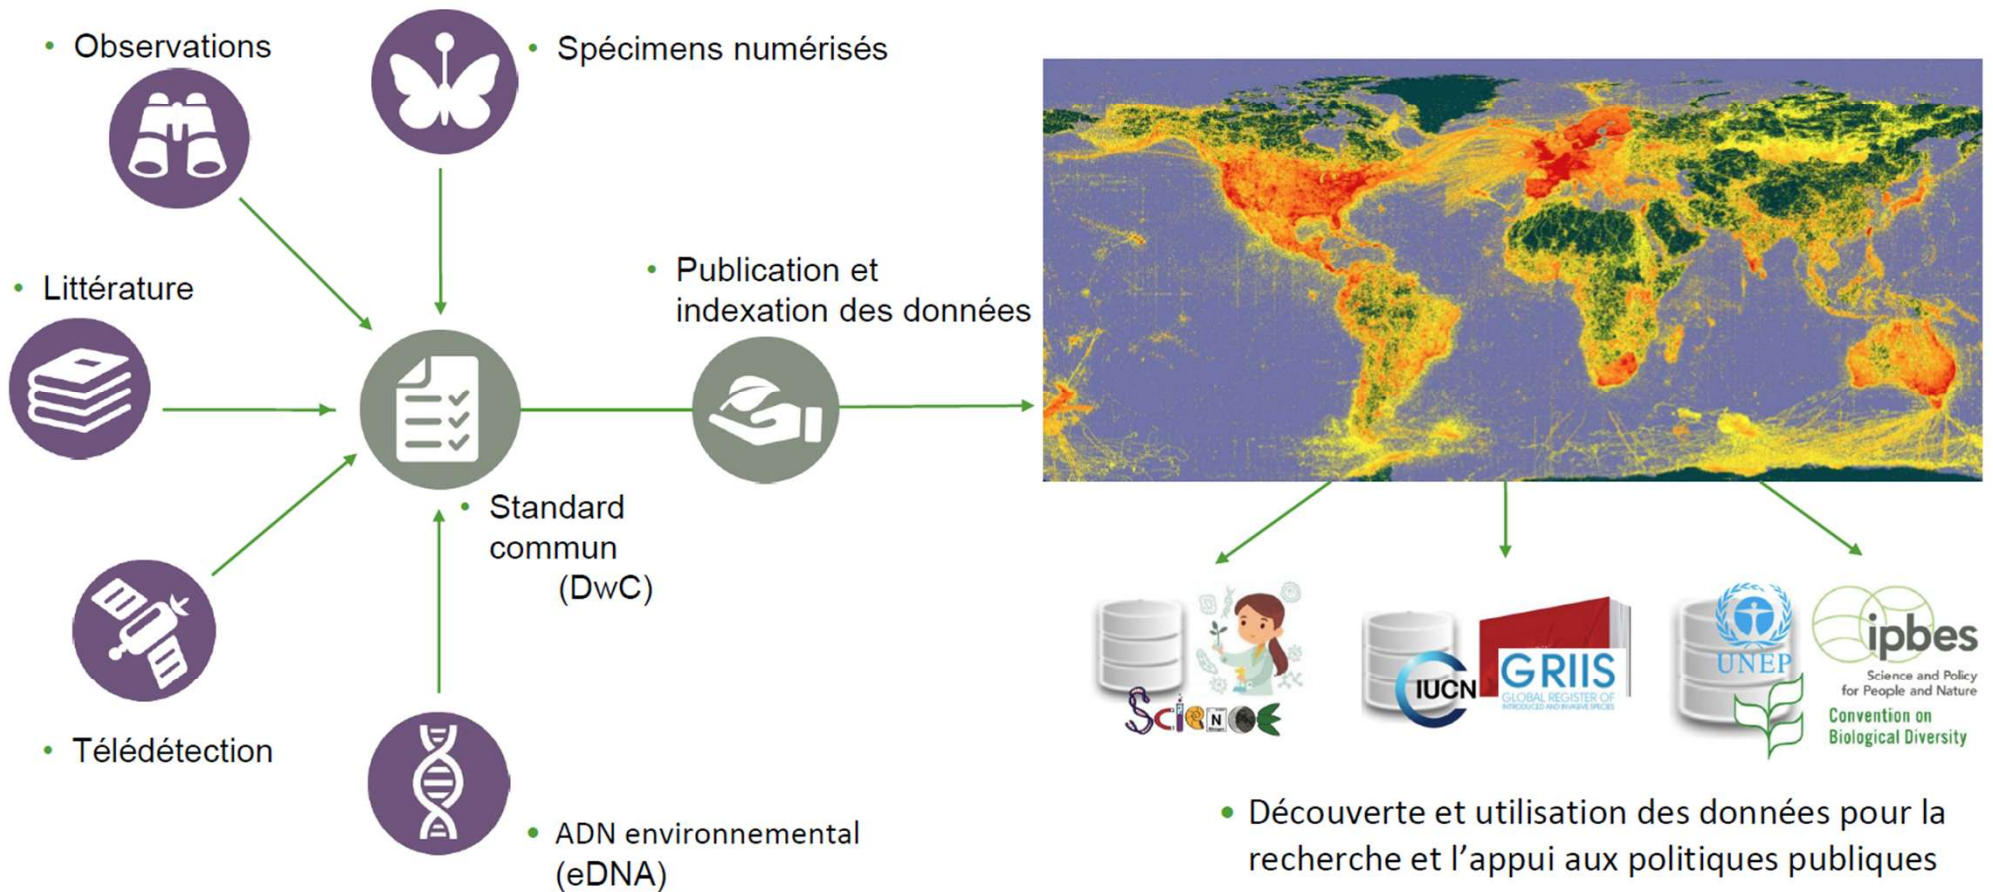 • Observations
• Spécimens numérisés
• Littérature
• Publication et
indexation des données
• Standard
commun
(DwC)
• Télédétection
• ADN environnemental
(eDNA)
SCIENCE
N
IUCN
GRIIS
GLOBAL REGISTER OF
INTRODUCED AND INVASIVE SPECIES
UNEP
ipbes
Science and Policy
for People and Nature
Convention on
Biological Diversity
• Découverte et utilisation des données pour la
recherche et l’appui aux politiques publiques